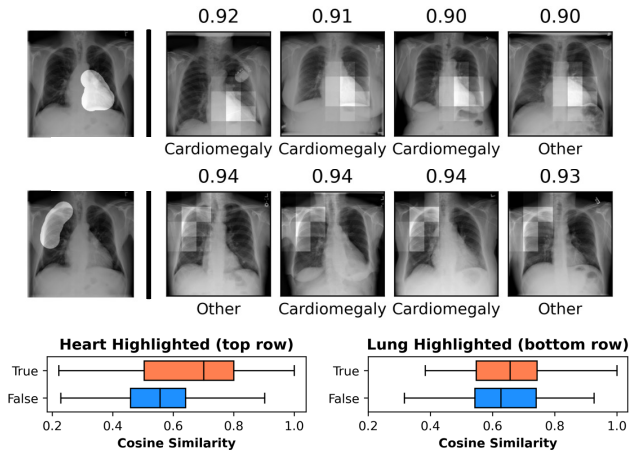 0.92 0.91 0.90 0.90
Cardiomegaly Cardiomegaly Cardiomegaly Other
0.94 0.94 0.94 0.93
Other Cardiomegaly Cardiomegaly Other
Heart Highlighted (top row)
True
False
0.2 0.4 0.6 0.8 1.0
Cosine Similarity
Lung Highlighted (bottom row)
True
False
0.2 0.4 0.6 0.8 1.0
Cosine Similarity